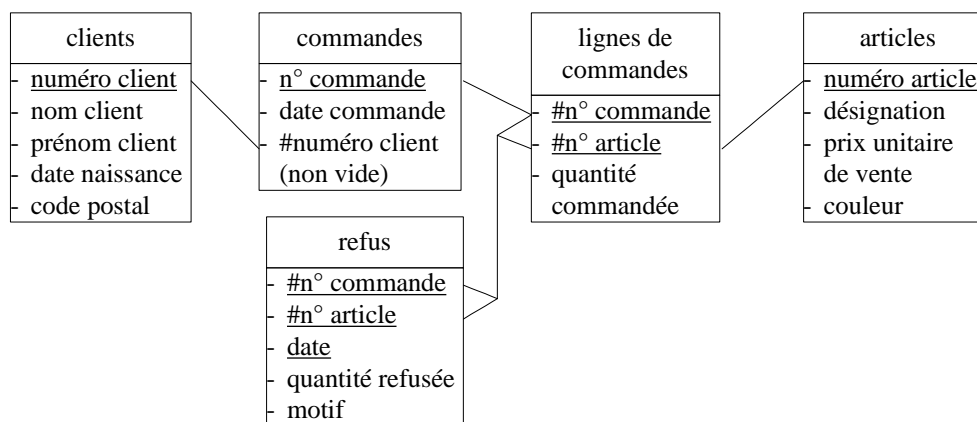 clients
- numéro client
- nom client
- prénom client
- date naissance
- code postal
commandes
- n° commande
- date commande
- #numéro client
(non vide)
lignes de
commandes
- #n° commande
- #n° article
- quantité
commandée
articles
- numéro article
- désignation
- prix unitaire
de vente
- couleur
refus
- #n° commande
- #n° article
- date
- quantité refusée
- motif